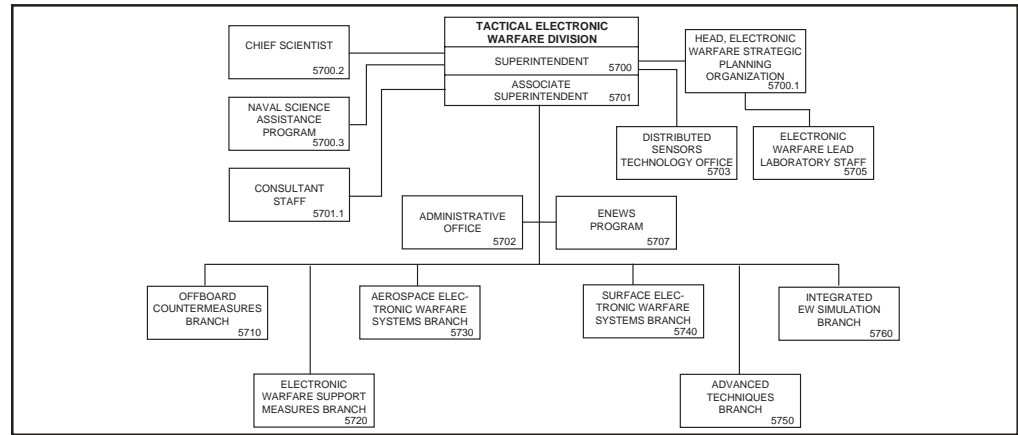 TACTICAL ELECTRONIC
WARFARE DIVISION
SUPERINTENDENT
5700
ASSOCIATE
SUPERINTENDENT
5701
CHIEF SCIENTIST
5700.2
NAVAL SCIENCE
ASSISTANCE
PROGRAM
5700.3
CONSULTANT
STAFF
5701.1
HEAD, ELECTRONIC
WARFARE STRATEGIC
PLANNING
ORGANIZATION
5700.1
DISTRIBUTED
SENSORS
TECHNOLOGY OFFICE
5703
ELECTRONIC
WARFARE LEAD
LABORATORY STAFF
5705
ADMINISTRATIVE
OFFICE
5702
ENEWS
PROGRAM
5707
OFFBOARD
COUNTERMEASURES
BRANCH
5710
ELECTRONIC
WARFARE SUPPORT
MEASURES BRANCH
5720
AEROSPACE ELEC-
TRONIC WARFARE
SYSTEMS BRANCH
5730
SURFACE ELEC-
TRONIC WARFARE
SYSTEMS BRANCH
5740
ADVANCED
TECHNIQUES
BRANCH
5750
INTEGRATED
EW SIMULATION
BRANCH
5760